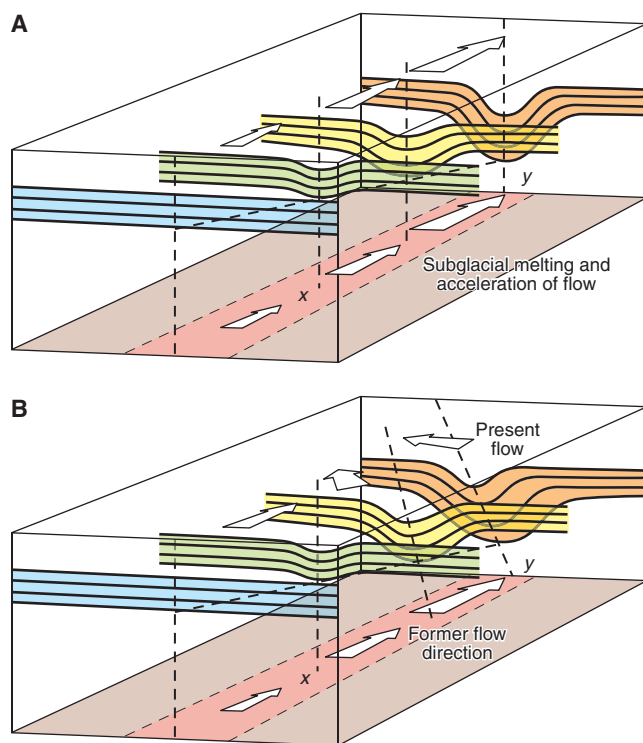 A
y
x
Subglacial melting and
acceleration of flow
B
Present
flow
y
x
Former flow
direction